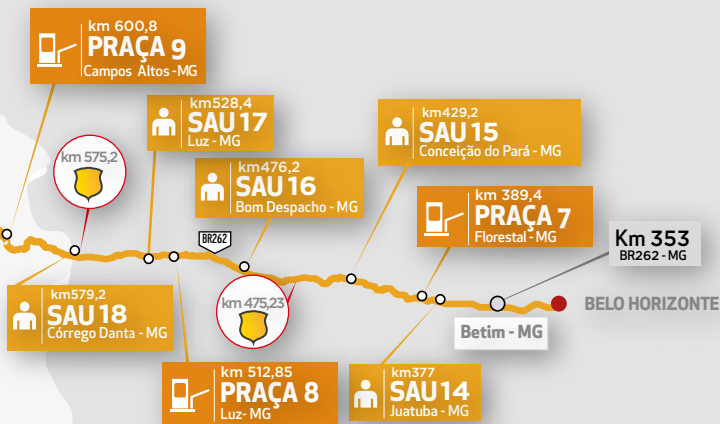 km 600,8
PRAÇA 9
Campos Altos -MG
km528,4
SAU 17
Luz - MG
km429,2
SAU 15
Conceição do Pará - MG
km 575,2
km476,2
SAU 16
Bom Despacho - MG
km 389,4
PRAÇA 7
Florestal - MG
BR262
Km 353
BR262 - MG
km579,2
SAU 18
Córrego Danta - MG
km 475,23
BELO HORIZONTE
Betim - MG
km 512,85
PRAÇA 8
Luz- MG
km377
SAU 14
Juatuba - MG